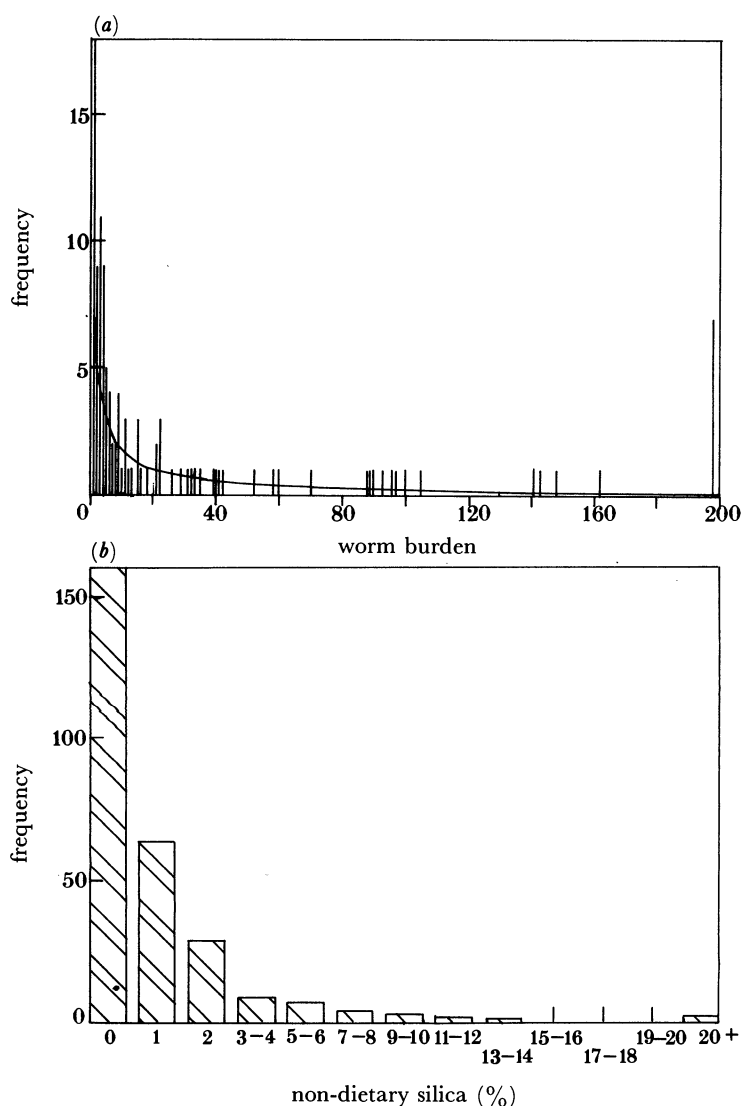 (a)
15
10
5
frequency
0
40
80
120
160
200
worm burden
(b)
150
100
50
0
frequency
0 1 2 3–4 5–6 7–8 9–10 11–12 13–14 15–16 17–18 19–20 20+
non-dietary silica (%)